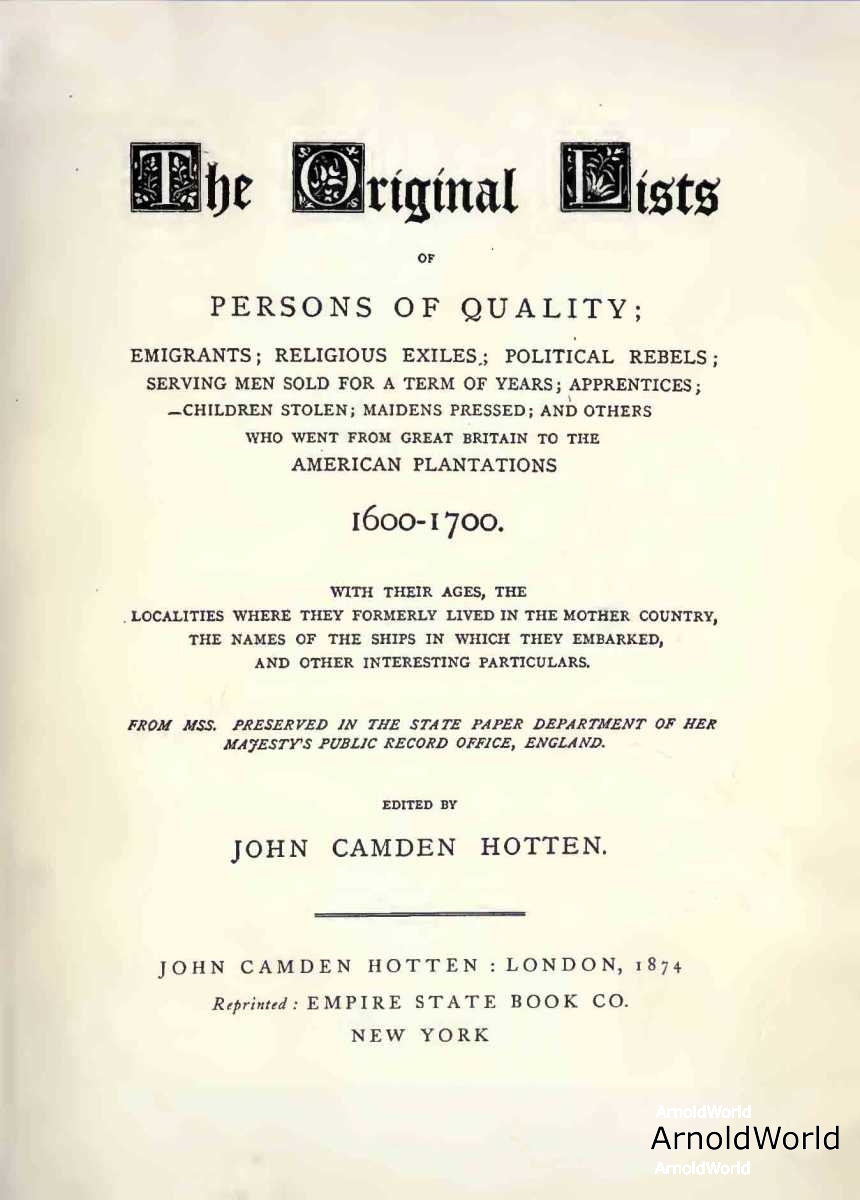 The Original Lists
OF
PERSONS OF QUALITY;
EMIGRANTS; RELIGIOUS EXILES; POLITICAL REBELS;
SERVING MEN SOLD FOR A TERM OF YEARS; APPRENTICES;
CHILDREN STOLEN; MAIDENS PRESSED; AND OTHERS
WHO WENT FROM GREAT BRITAIN TO THE
AMERICAN PLANTATIONS
1600-1700.
WITH THEIR AGES, THE
LOCALITIES WHERE THEY FORMERLY LIVED IN THE MOTHER COUNTRY,
THE NAMES OF THE SHIPS IN WHICH THEY EMBARKED,
AND OTHER INTERESTING PARTICULARS.
FROM MSS. PRESERVED IN THE STATE PAPER DEPARTMENT OF HER
MAJESTY'S PUBLIC RECORD OFFICE, ENGLAND.
EDITED BY
JOHN CAMDEN HOTTEN.
JOHN CAMDEN HOTTEN : LONDON, 1874
Reprinted : EMPIRE STATE BOOK CO.
NEW YORK
ArnoldWorld
ArnoldWorld
ArnoldWorld